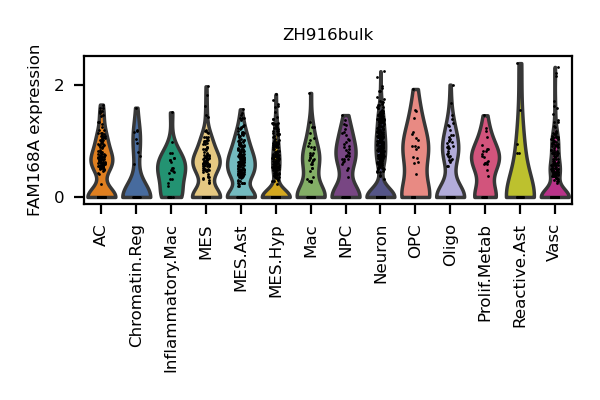 ZH916bulk
FAM168A expression
2
0
AC
Chromatin.Reg
Inflammatory.Mac
MES
MES.Ast
MES.Hyp
Mac
NPC
Neuron
OPC
Oligo
Prolif.Metab
Reactive.Ast
Vasc